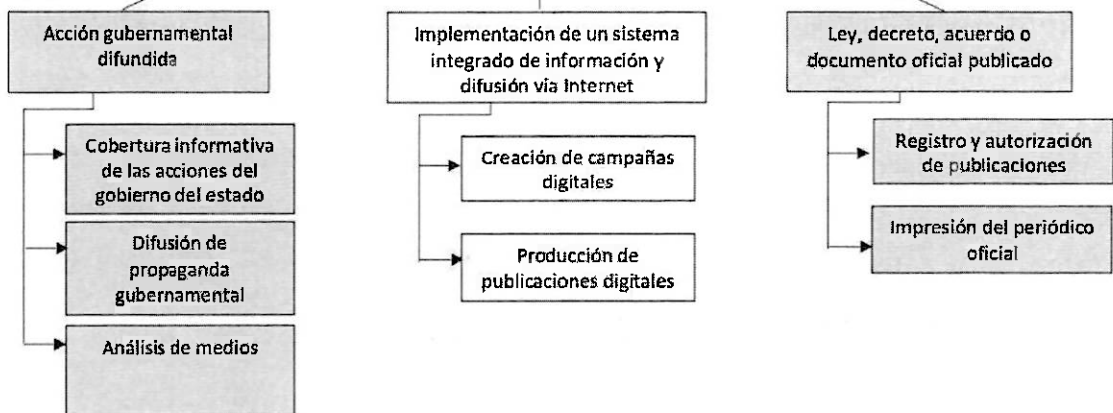 Acción gubernamental
difundida
Cobertura informativa
de las acciones del
gobierno del estado
Difusión de
propaganda
gubernamental
Análisis de medios
Implementación de un sistema
integrado de información y
difusión vía Internet
Creación de campañas
digitales
Producción de
publicaciones digitales
Ley, decreto, acuerdo o
documento oficial publicado
Registro y autorización
de publicaciones
Impresión del periódico
oficial